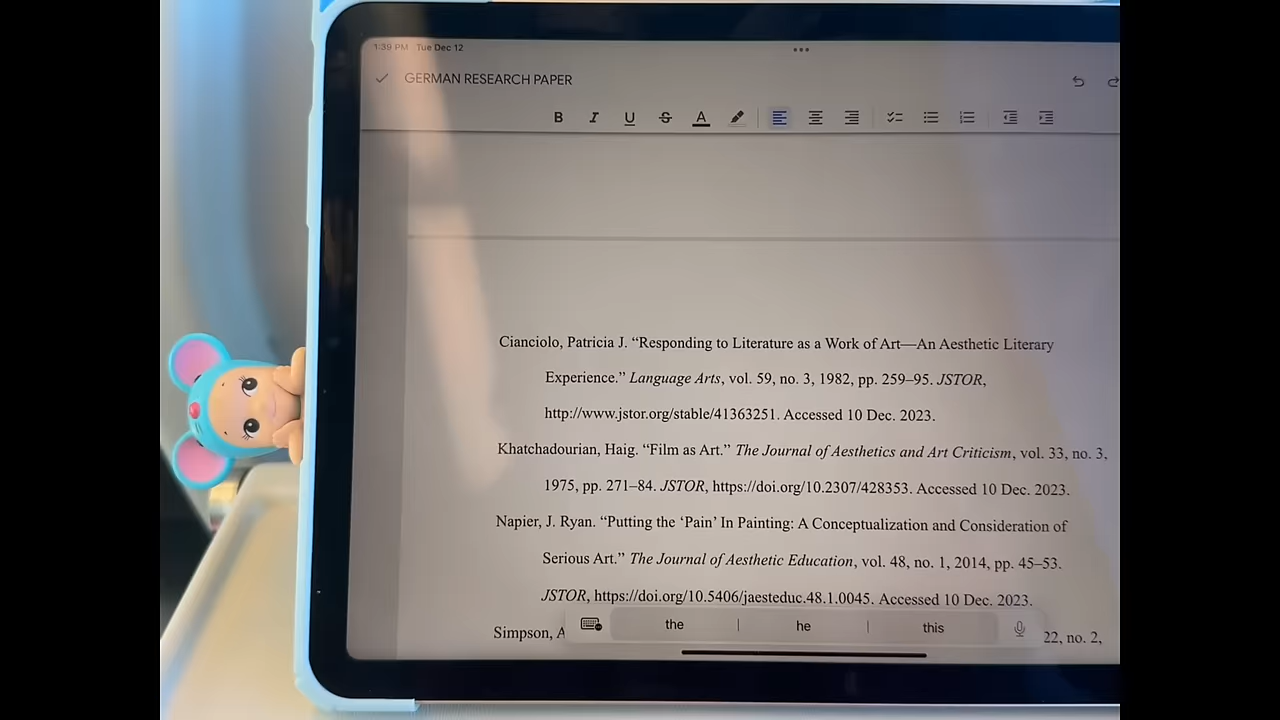 1:39 PM Tue Dec 12
GERMAN RESEARCH PAPER
B I U S A
Cianciolo, Patricia J. “Responding to Literature as a Work of Art—An Aesthetic Literary
Experience.” Language Arts, vol. 59, no. 3, 1982, pp. 259–95. JSTOR,
http://www.jstor.org/stable/41363251. Accessed 10 Dec. 2023.
Khatchadourian, Haig. “Film as Art.” The Journal of Aesthetics and Art Criticism, vol. 33, no. 3,
1975, pp. 271–84. JSTOR, https://doi.org/10.2307/428353. Accessed 10 Dec. 2023.
Napier, J. Ryan. “Putting the ‘Pain’ In Painting: A Conceptualization and Consideration of
Serious Art.” The Journal of Aesthetic Education, vol. 48, no. 1, 2014, pp. 45–53.
JSTOR, https://doi.org/10.5406/jaesteduc.48.1.0045. Accessed 10 Dec. 2023.
the he this
Simpson, A 22, no. 2,